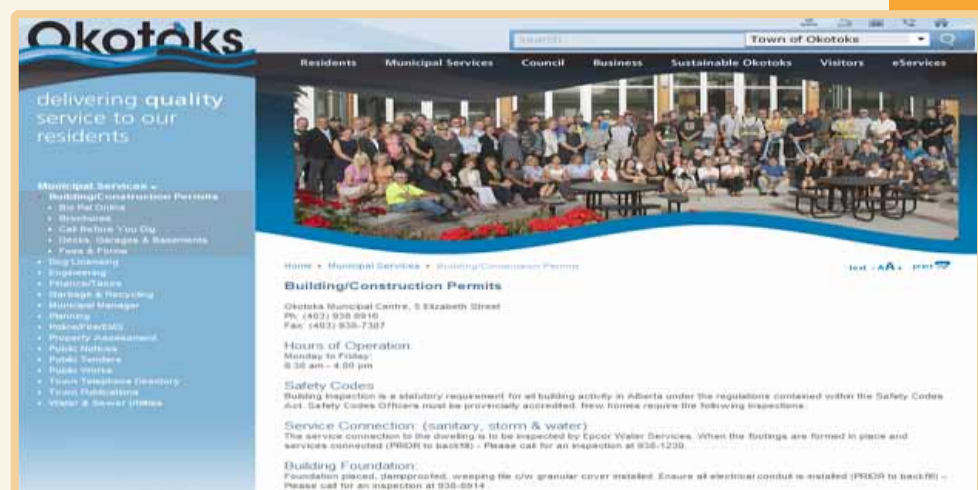 Okotoks
search
Town of Okotoks
Residents Municipal Services Council Business Sustainable Okotoks Visitors eServices
delivering quality
service to our
residents
Municipal Services
Building/Construction Permits
Biz Pal Online
Brochures
Call Before You Dig
Decks, Garages & Basements
Fees & Forms
Dog Licensing
Engineering
Finance/Taxes
Garbage & Recycling
Municipal Manager
Planning
Police/Fire/EMS
Property Assessment
Public Notices
Public Tenders
Public Works
Town Telephone Directory
Town Publications
Water & Sewer Utilities
Home • Municipal Services • Building/Construction Permits
text - AA + print
Building/Construction Permits
Okotoks Municipal Centre, 5 Elizabeth Street
Ph: (403) 938-8916
Fax: (403) 938-7387
Hours of Operation:
Monday to Friday:
8:30 am - 4:00 pm
Safety Codes
Building Inspection is a statutory requirement for all building activity in Alberta under the regulations contained within the Safety Codes
Act. Safety Codes Officers must be provincially accredited. New homes require the following inspections:
Service Connection: (sanitary, storm & water)
The service connection to the dwelling is to be inspected by Epcor Water Services. When the footings are formed in place and
services connected (PRIOR to backfill) - Please call for an inspection at 938-1230.
Building Foundation:
Foundation placed, dampproofed, weeping tile c/w granular cover installed. Ensure all electrical conduit is installed (PRIOR to backfill) –
Please call for an inspection at 938-8914.